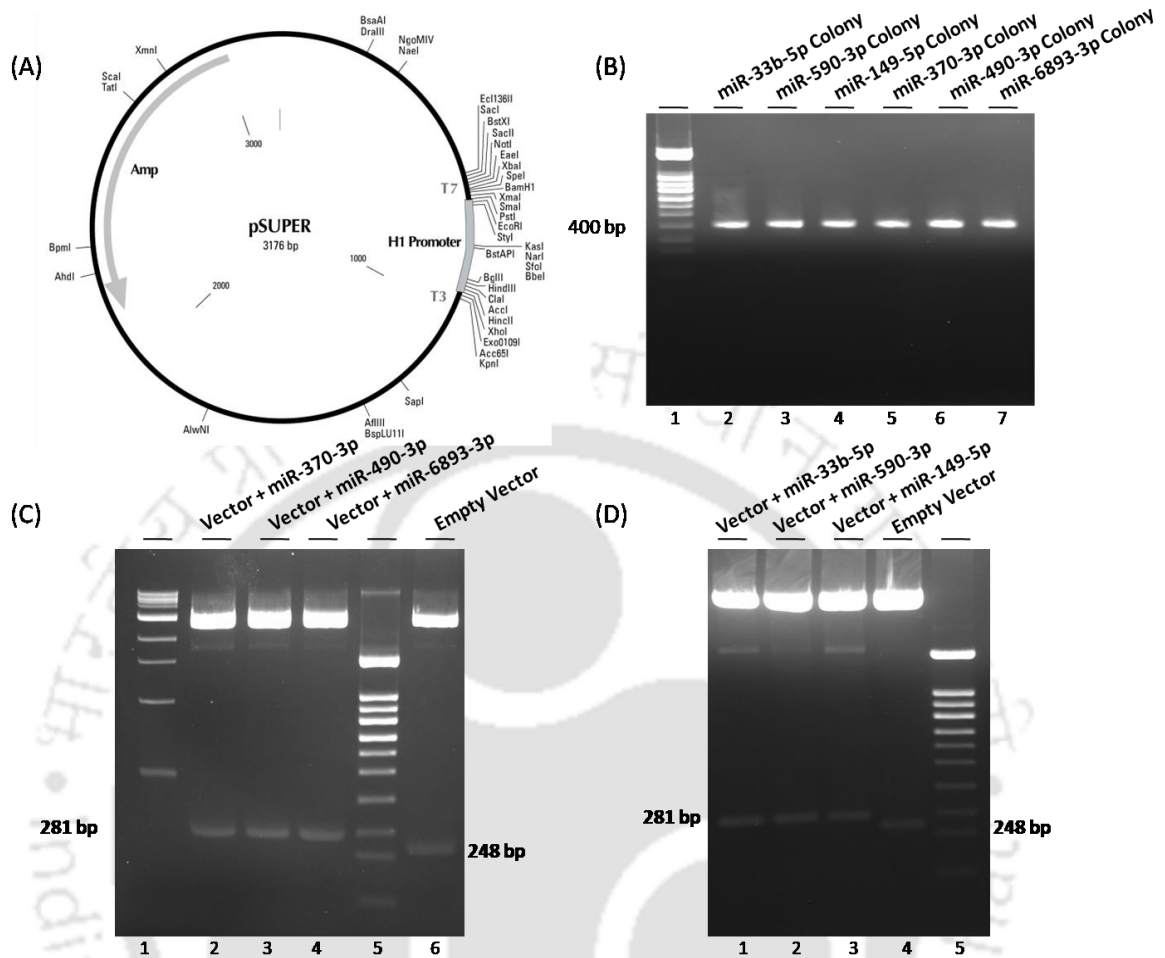 (A)
BsaAI
DraIII
NgoMIV
NaeI
XmnI
ScaI
TatI
Amp
3000
pSUPER
3176 bp
BpmI
AhdI
2000
1000
Ecl136II
SacI
BstXI
SacII
NotI
EaeI
XbaI
SpeI
BamH1
XmaI
SmaI
PstI
EcoRI
StyI
T7
H1 Promoter
BstAPI
KasI
NarI
SfoI
BbeI
T3
BglII
HindIII
ClaI
AccI
HincII
XhoI
Exo0109I
Acc65I
KpnI
SapI
AflIII
BspLU11I
AlwNI
(B)
miR-33b-5p Colony
miR-590-3p Colony
miR-149-5p Colony
miR-370-3p Colony
miR-490-3p Colony
miR-6893-3p Colony
400 bp
1 2 3 4 5 6 7
(C)
Vector + miR-370-3p
Vector + miR-490-3p
Vector + miR-6893-3p
Empty Vector
281 bp
248 bp
1 2 3 4 5 6
(D)
Vector + miR-33b-5p
Vector + miR-590-3p
Vector + miR-149-5p
Empty Vector
281 bp
248 bp
1 2 3 4 5